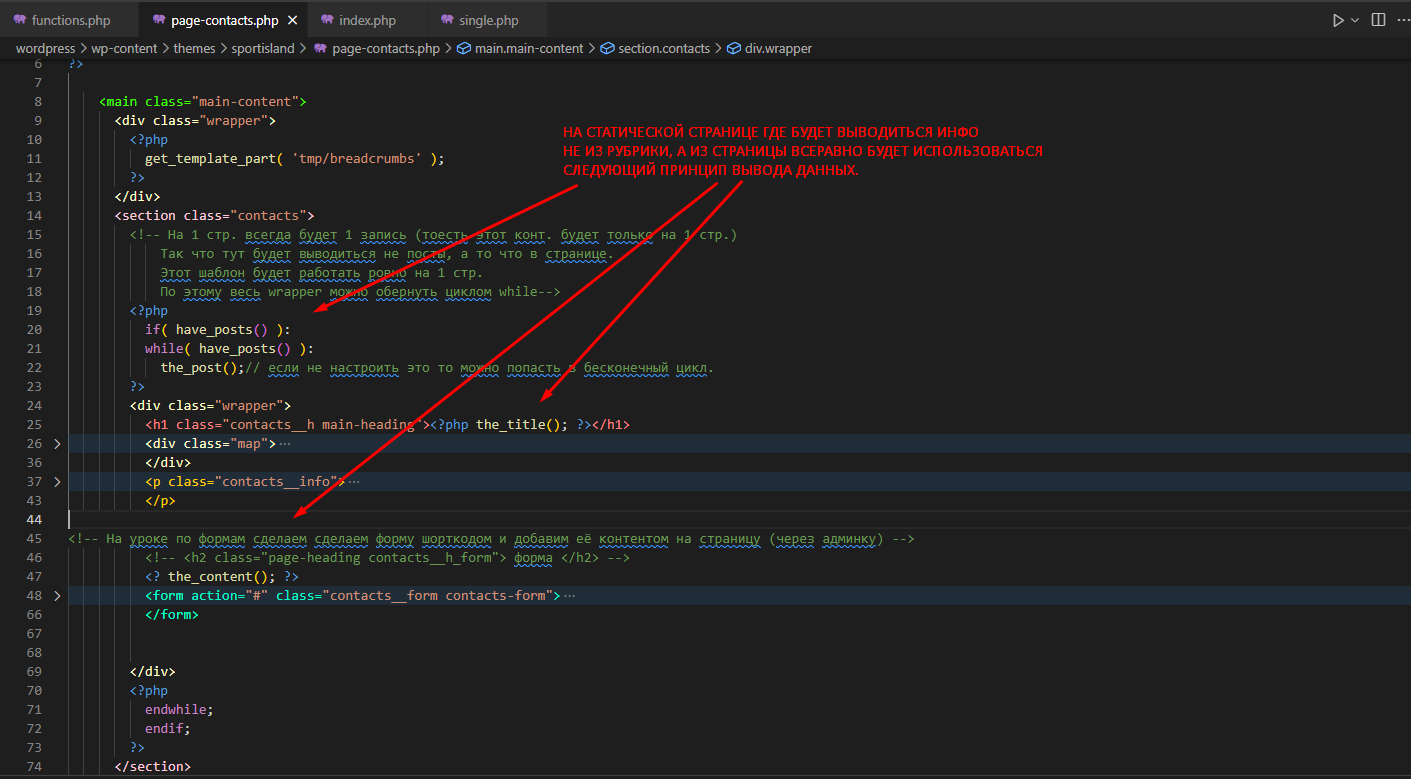 functions.php page-contacts.php × index.php single.php
wordpress > wp-content > themes > sportisland > page-contacts.php > main.main-content > section.contacts > div.wrapper
6 ?>
7
8 <main class="main-content">
9 <div class="wrapper">
10 <?php
НА СТАТИЧЕСКОЙ СТРАНИЦЕ ГДЕ БУДЕТ ВЫВОДИТЬСЯ ИНФО
НЕ ИЗ РУБРИКИ, А ИЗ СТРАНИЦЫ ВСЕРАВНО БУДЕТ ИСПОЛЬЗОВАТЬСЯ
СЛЕДУЮЩИЙ ПРИНЦИП ВЫВОДА ДАННЫХ.
11 get_template_part( 'tmp/breadcrumbs' );
12 ?>
13 </div>
14 <section class="contacts">
15 <!-- На 1 стр. всегда будет 1 запись (тоесть этот конт. будет только на 1 стр.)
16 Так что тут будет выводиться не посты, а то что в странице.
17 Этот шаблон будет работать ровно на 1 стр.
18 По этому весь wrapper можно обернуть циклом while-->
19 <?php
20 if( have_posts() ):
21 while( have_posts() ):
22 the_post();// если не настроить это то можно попасть в бесконечный цикл.
23 ?>
24 <div class="wrapper">
25 <h1 class="contacts__h main-heading"><?php the_title(); ?></h1>
26 <div class="map">···
36 </div>
37 <p class="contacts__info">···
43 </p>
44
45 <!-- На уроке по формам сделаем сделаем форму шорткодом и добавим её контентом на страницу (через админку) -->
46 <!-- <h2 class="page-heading contacts__h_form"> форма </h2> -->
47 <? the_content(); ?>
48 <form action="#" class="contacts__form contacts-form">···
66 </form>
67
68
69 </div>
70 <?php
71 endwhile;
72 endif;
73 ?>
74 </section>